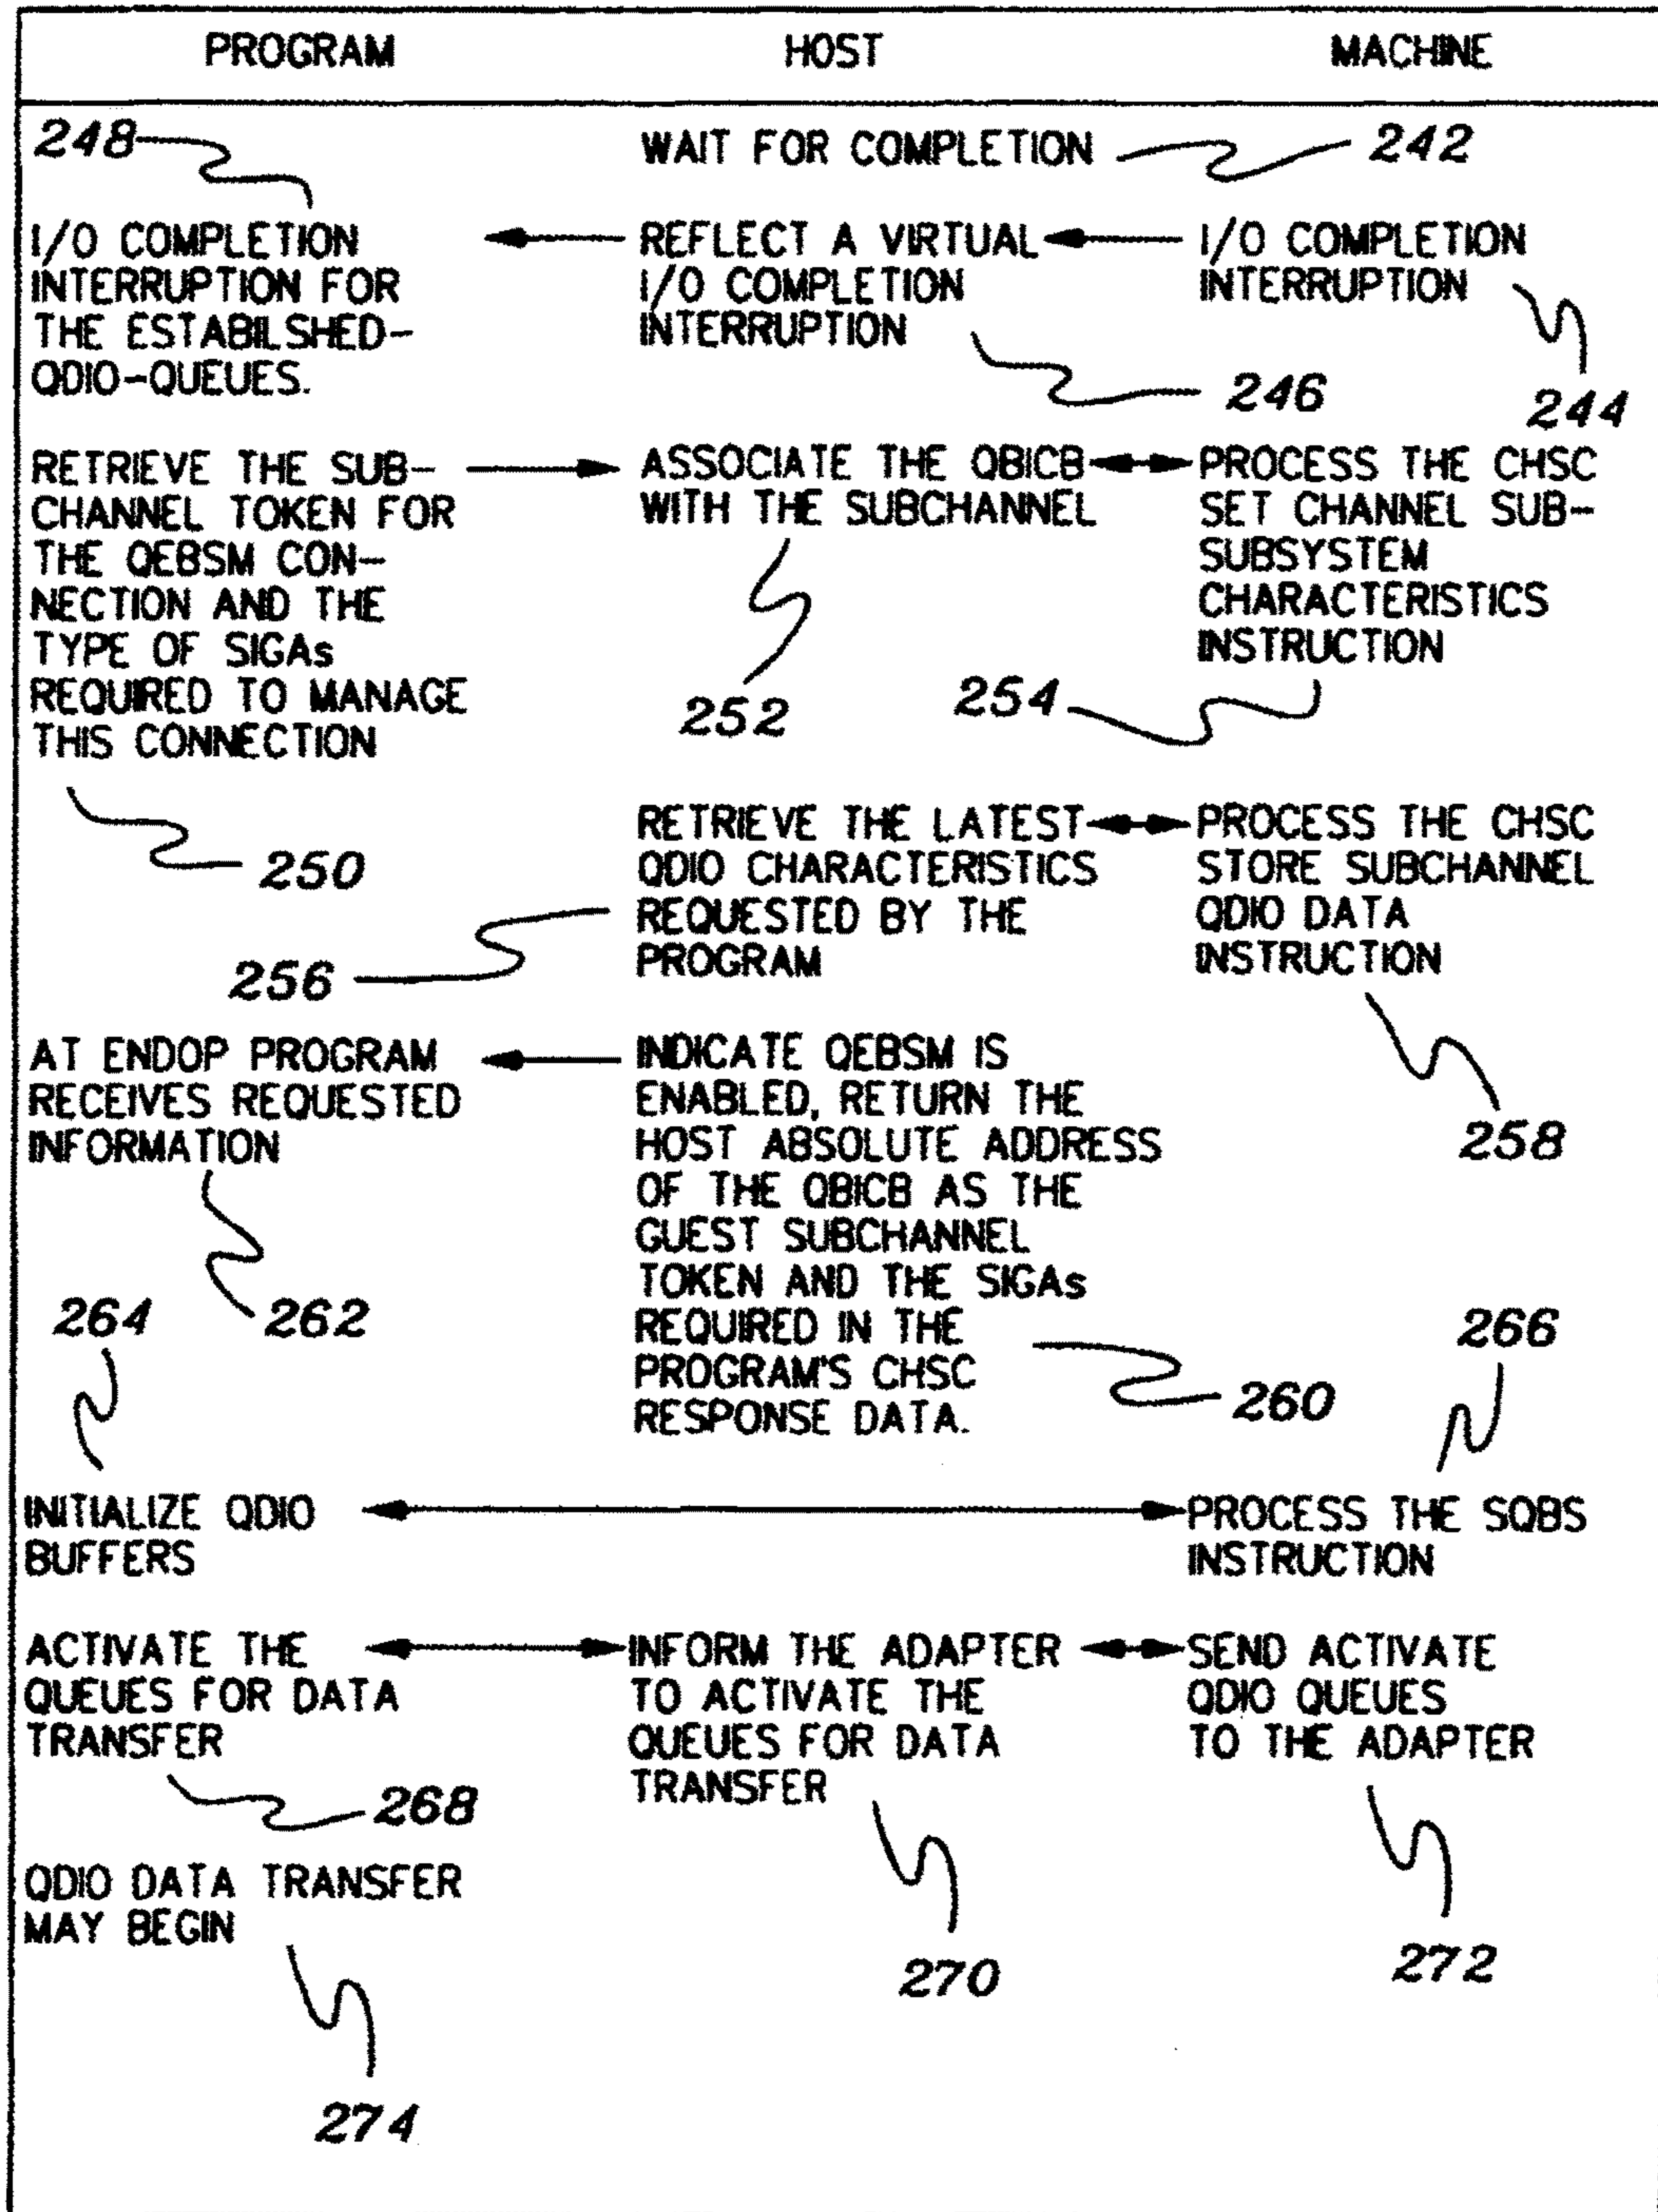 PROGRAM HOST MACHINE
248 WAIT FOR COMPLETION 242
I/O COMPLETION
INTERRUPTION FOR
THE ESTABILSHED-
QDIO-QUEUES.
REFLECT A VIRTUAL
I/O COMPLETION
INTERRUPTION
246
I/O COMPLETION
INTERRUPTION
244
RETRIEVE THE SUB-
CHANNEL TOKEN FOR
THE QEBSM CON-
NECTION AND THE
TYPE OF SIGAs
REQUIRED TO MANAGE
THIS CONNECTION
250
ASSOCIATE THE QBICB
WITH THE SUBCHANNEL
252
PROCESS THE CHSC
SET CHANNEL SUB-
SUBSYSTEM
CHARACTERISTICS
INSTRUCTION
254
RETRIEVE THE LATEST
QDIO CHARACTERISTICS
REQUESTED BY THE
PROGRAM
256
PROCESS THE CHSC
STORE SUBCHANNEL
QDIO DATA
INSTRUCTION
258
AT ENDOP PROGRAM
RECEIVES REQUESTED
INFORMATION
262
INDICATE QEBSM IS
ENABLED, RETURN THE
HOST ABSOLUTE ADDRESS
OF THE QBICB AS THE
GUEST SUBCHANNEL
TOKEN AND THE SIGAs
REQUIRED IN THE
PROGRAM'S CHSC
RESPONSE DATA.
260
264
INITIALIZE QDIO
BUFFERS
266
PROCESS THE SQBS
INSTRUCTION
ACTIVATE THE
QUEUES FOR DATA
TRANSFER
268
INFORM THE ADAPTER
TO ACTIVATE THE
QUEUES FOR DATA
TRANSFER
270
SEND ACTIVATE
QDIO QUEUES
TO THE ADAPTER
272
QDIO DATA TRANSFER
MAY BEGIN
274